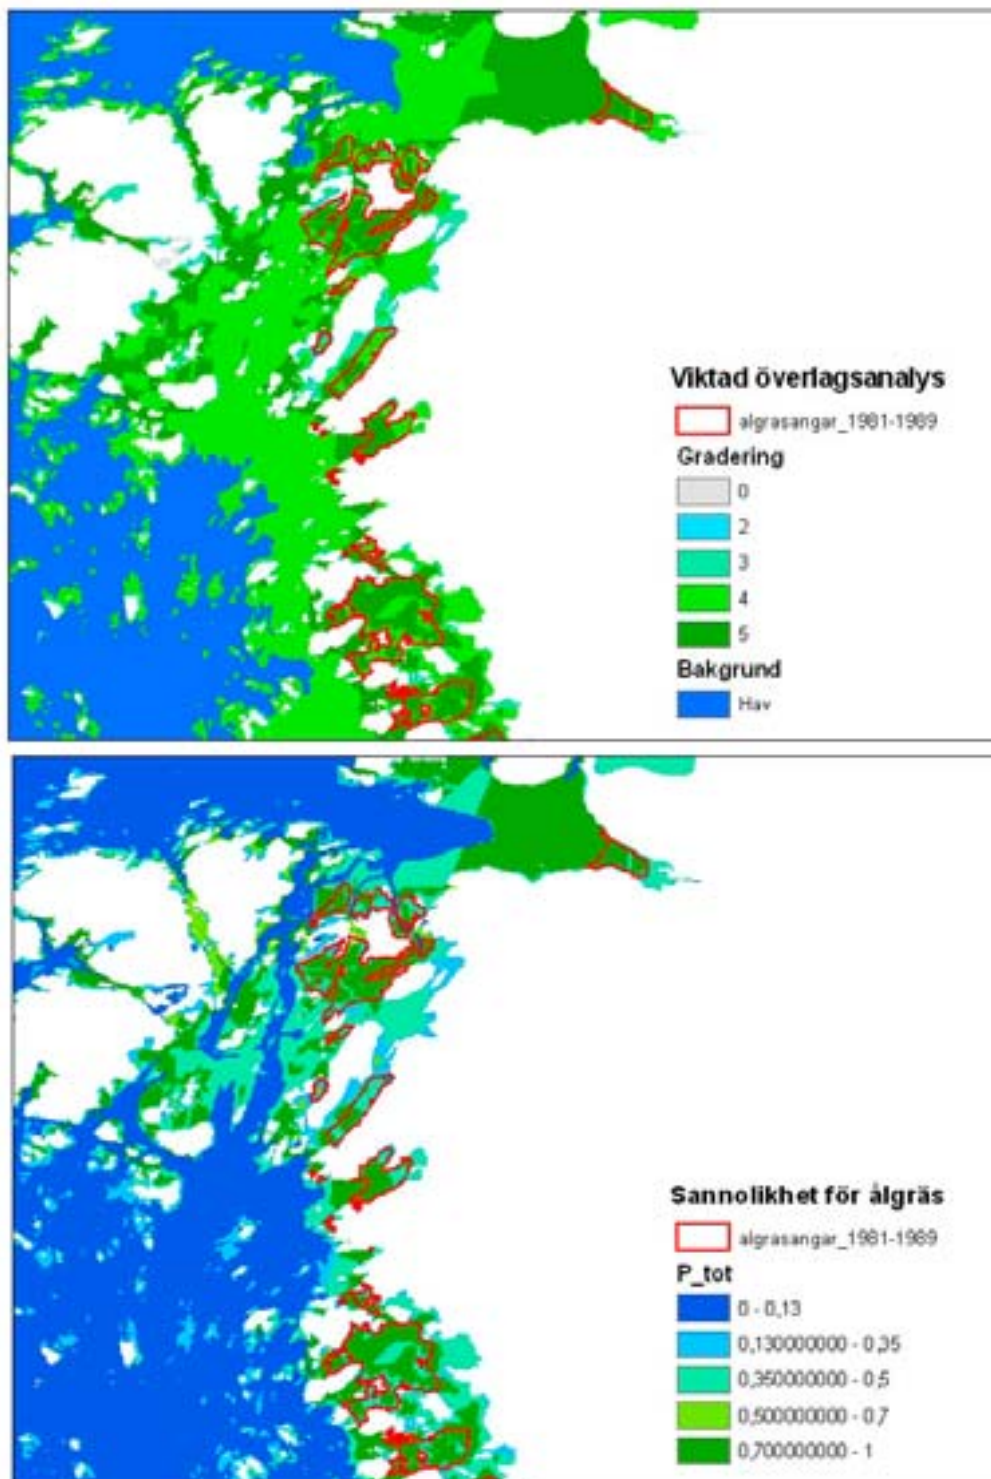 Viktad överlagsanalys
algrasangar_1981-1989
Gradering
0
2
3
4
5
Bakgrund
Hav
Sannolikhet för ålgräs
algrasangar_1981-1989
P_tot
0 - 0,13
0,130000000 - 0,35
0,350000000 - 0,5
0,500000000 - 0,7
0,700000000 - 1